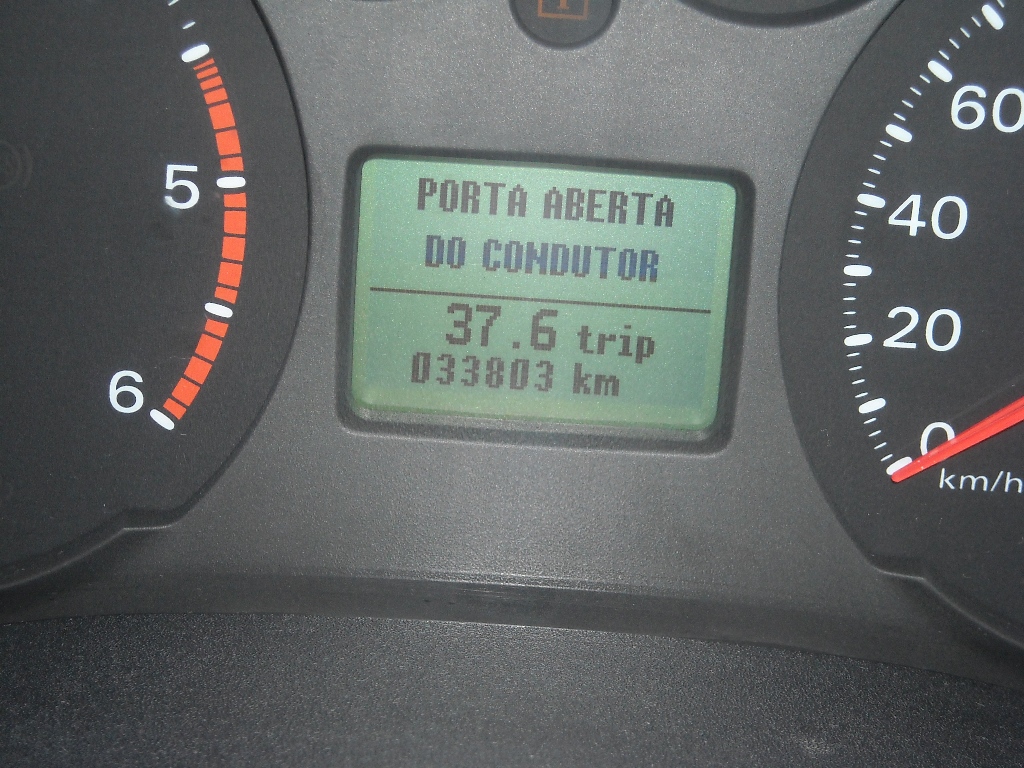 PORTA ABERTA
DO CONDUTOR
37.6 trip
033803 km
5
6
60
40
20
0
km/h